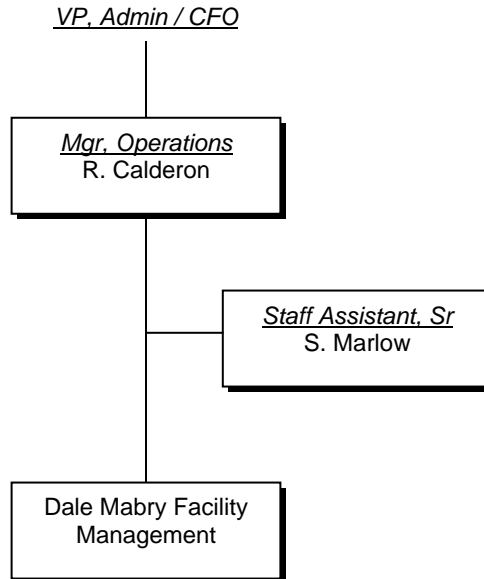 VP, Admin / CFO
Mgr, Operations
R. Calderon
Staff Assistant, Sr
S. Marlow
Dale Mabry Facility
Management